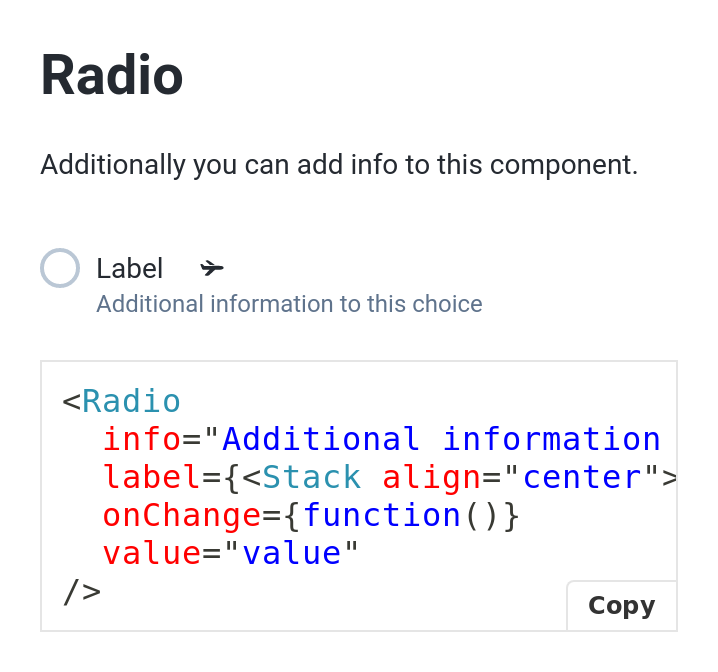 Radio
Additionally you can add info to this component.
Label
Additional information to this choice
<Radio
  info="Additional information
  label={<Stack align="center">
  onChange={function()}
  value="value"
/>
Copy